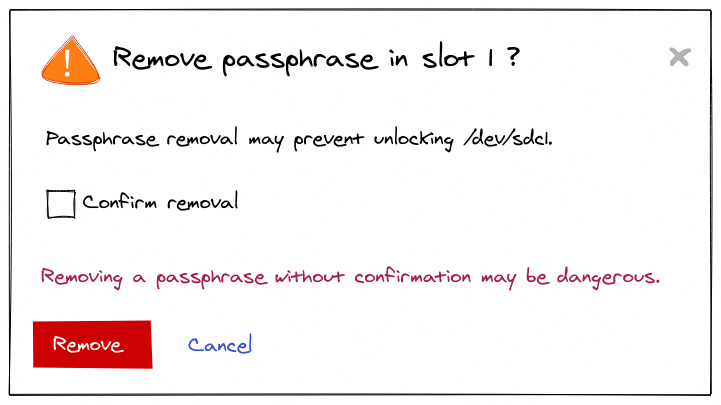 Remove passphrase in slot 1 ?
Passphrase removal may prevent unlocking /dev/sdc1.
Confirm removal
Removing a passphrase without confirmation may be dangerous.
Remove
Cancel